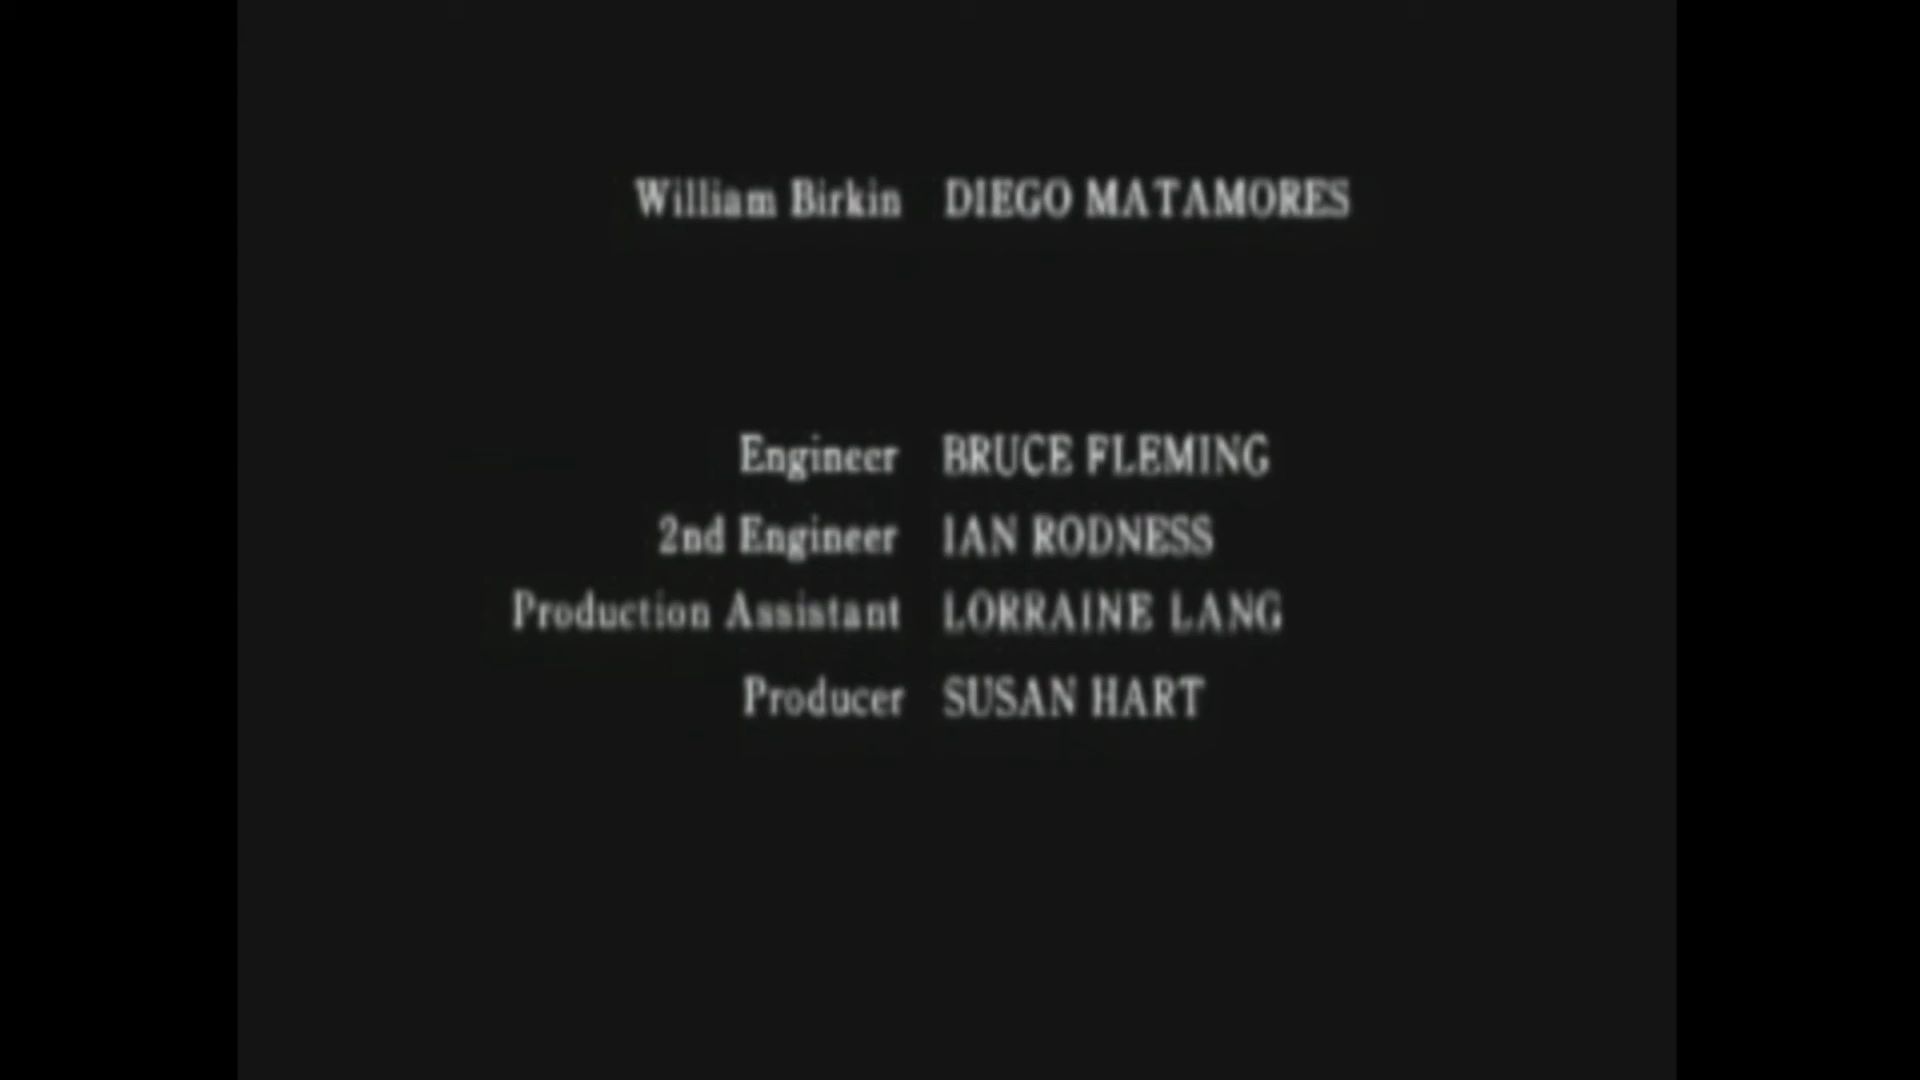 William Birkin DIEGO MATAMORES
Engineer BRUCE FLEMING
2nd Engineer IAN RODNESS
Production Assistant LORRAINE LANG
Producer SUSAN HART